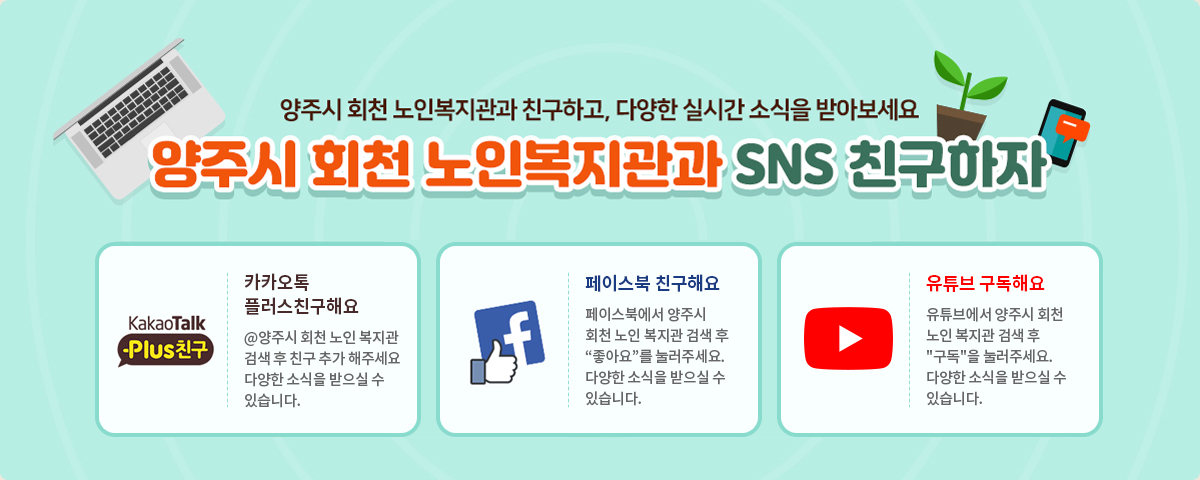 양주시 회천 노인복지관과 친구하고, 다양한 실시간 소식을 받아보세요
양주시 회천 노인복지관과 SNS 친구하자
KakaoTalk
Plus친구
카카오톡
플러스친구해요
@양주시 회천 노인 복지관
검색 후 친구 추가 해주세요
다양한 소식을 받으실 수
있습니다.
f
페이스북 친구해요
페이스북에서 양주시
회천 노인 복지관 검색 후
“좋아요”를 눌러주세요.
다양한 소식을 받으실 수
있습니다.
유튜브 구독해요
유튜브에서 양주시 회천
노인 복지관 검색 후
"구독"을 눌러주세요.
다양한 소식을 받으실 수
있습니다.